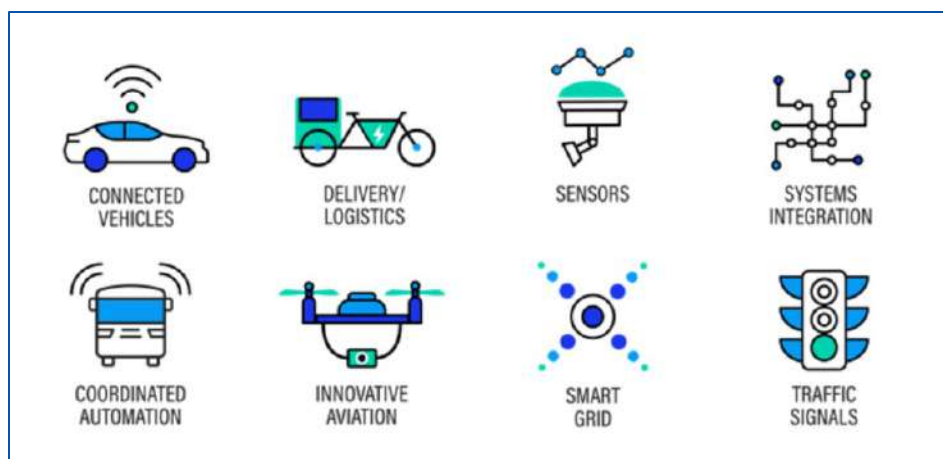 CONNECTED
VEHICLES
DELIVERY/
LOGISTICS
SENSORS
SYSTEMS
INTEGRATION
COORDINATED
AUTOMATION
INNOVATIVE
AVIATION
SMART
GRID
TRAFFIC
SIGNALS